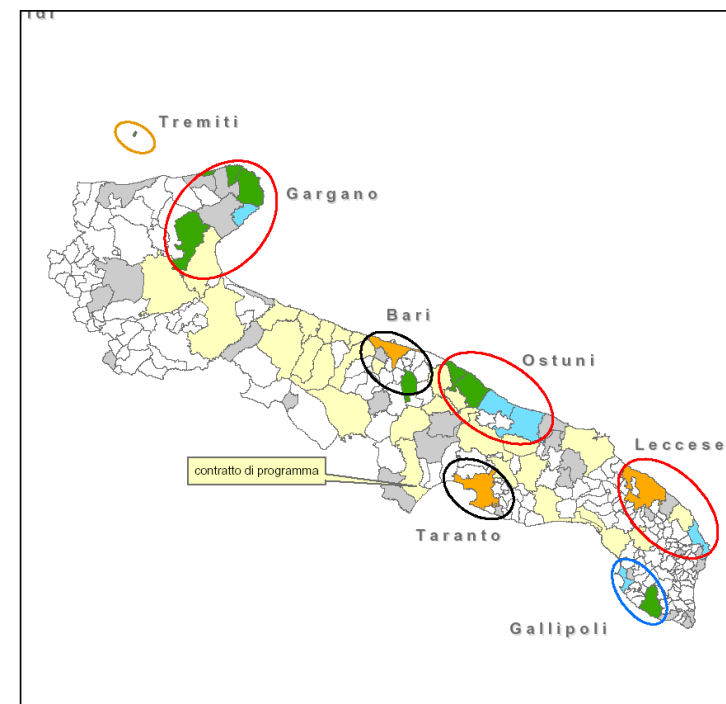 Tremiti
Gargano
Bari
Ostuni
Leccese
contratto di programma
Taranto
Gallipoli